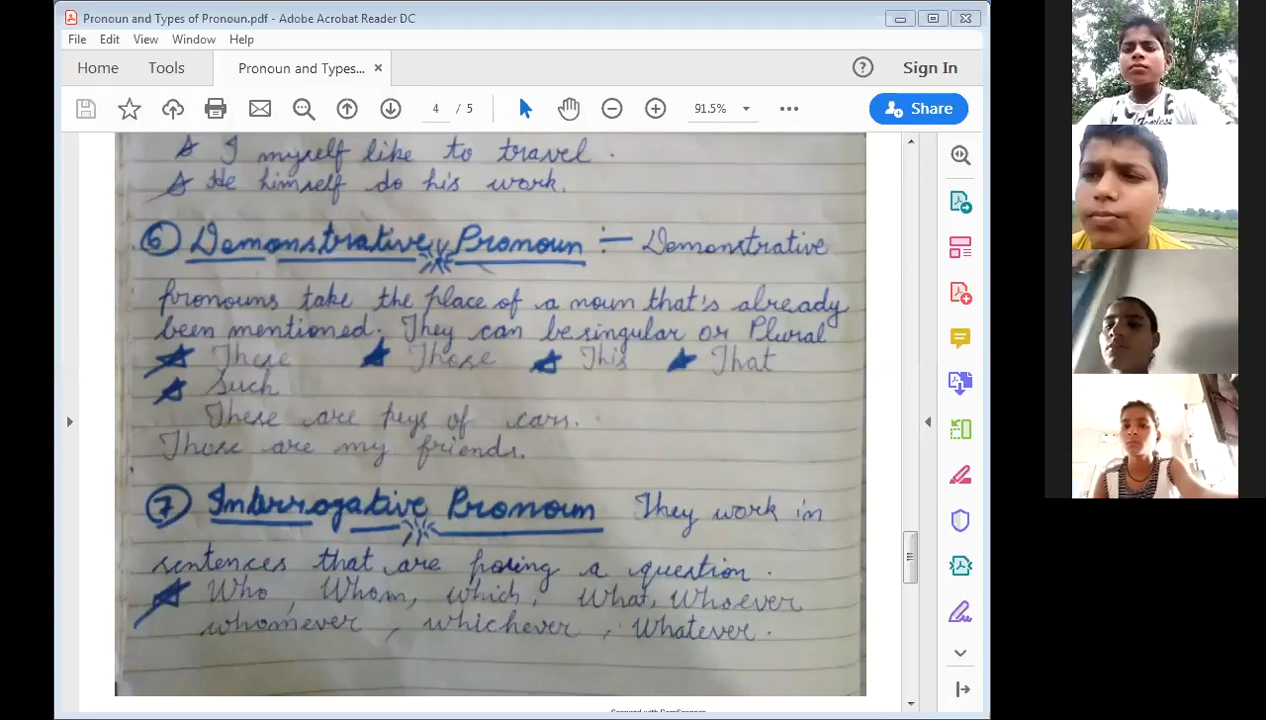 Pronoun and Types of Pronoun.pdf - Adobe Acrobat Reader DC
File Edit View Window Help
Home Tools Pronoun and Types... × Sign In
4 / 5 91.5% Share
I myself like to travel.
He himself do his work.
6 Demonstrative Pronoun :- Demonstrative
pronouns take the place of a noun that's already
been mentioned. They can be singular or Plural
These Those This That
Such
These are keys of cars.
Those are my friends.
7 Interrogative Pronoun They work in
sentences that are posing a question.
Who, Whom, which, What, Whoever
whomever, whichever, Whatever.